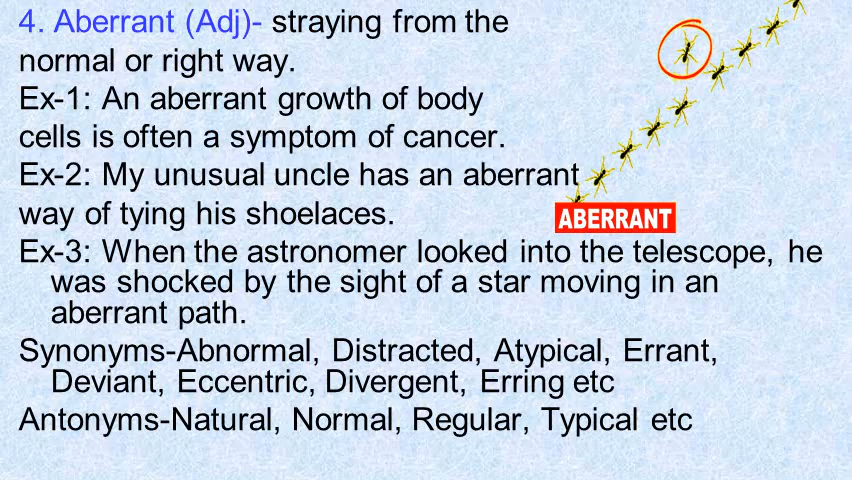 4. Aberrant (Adj)- straying from the
normal or right way.
Ex-1: An aberrant growth of body
cells is often a symptom of cancer.
Ex-2: My unusual uncle has an aberrant
way of tying his shoelaces.
ABERRANT
Ex-3: When the astronomer looked into the telescope, he
was shocked by the sight of a star moving in an
aberrant path.
Synonyms-Abnormal, Distracted, Atypical, Errant,
Deviant, Eccentric, Divergent, Erring etc
Antonyms-Natural, Normal, Regular, Typical etc